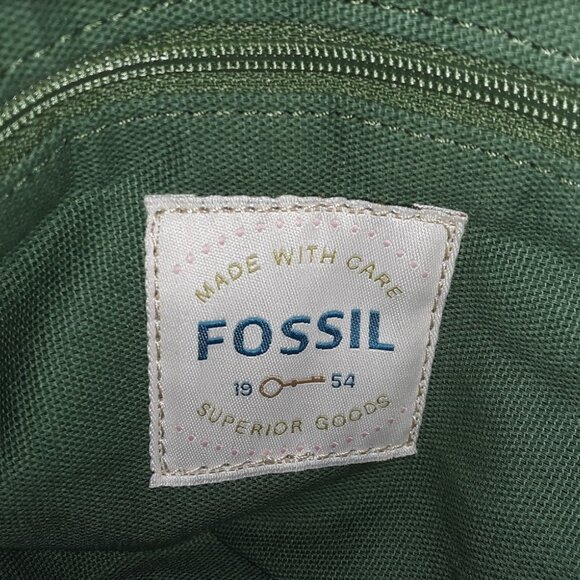 MADE WITH CARE
FOSSIL
19 54
SUPERIOR GOODS